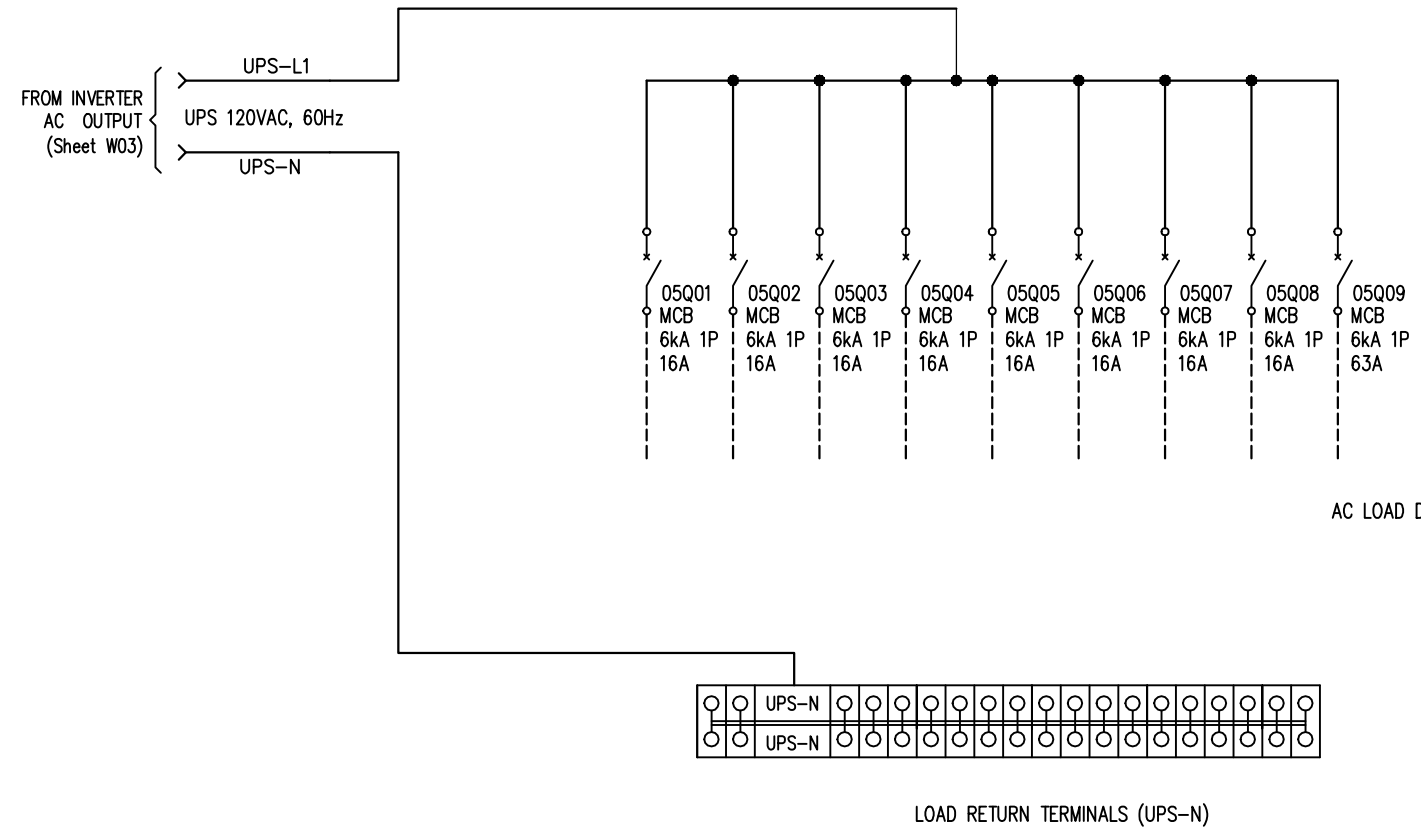 UPS-L1
FROM INVERTER
AC OUTPUT
(Sheet W03)
UPS 120VAC, 60Hz
UPS-N
05Q01
MCB
6kA 1P
16A
05Q02
MCB
6kA 1P
16A
05Q03
MCB
6kA 1P
16A
05Q04
MCB
6kA 1P
16A
05Q05
MCB
6kA 1P
16A
05Q06
MCB
6kA 1P
16A
05Q07
MCB
6kA 1P
16A
05Q08
MCB
6kA 1P
16A
05Q09
MCB
6kA 1P
63A
AC LOAD
UPS-N
UPS-N
LOAD RETURN TERMINALS (UPS-N)